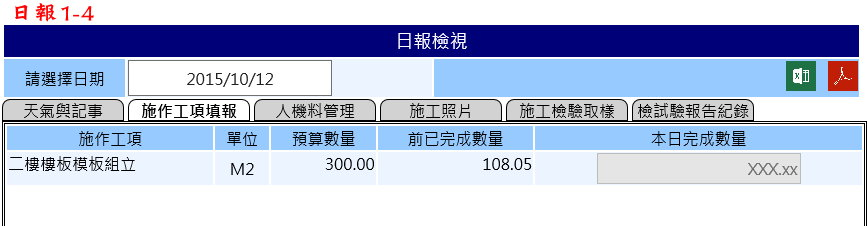 日報1-4
日報檢視
請選擇日期 2015/10/12
天氣與記事 施作工項填報 人機料管理 施工照片 施工檢驗取樣 檢試驗報告紀錄
施作工項 單位 預算數量 前已完成數量 本日完成數量
二樓樓板模板組立 M2 300.00 108.05 XXX.xx